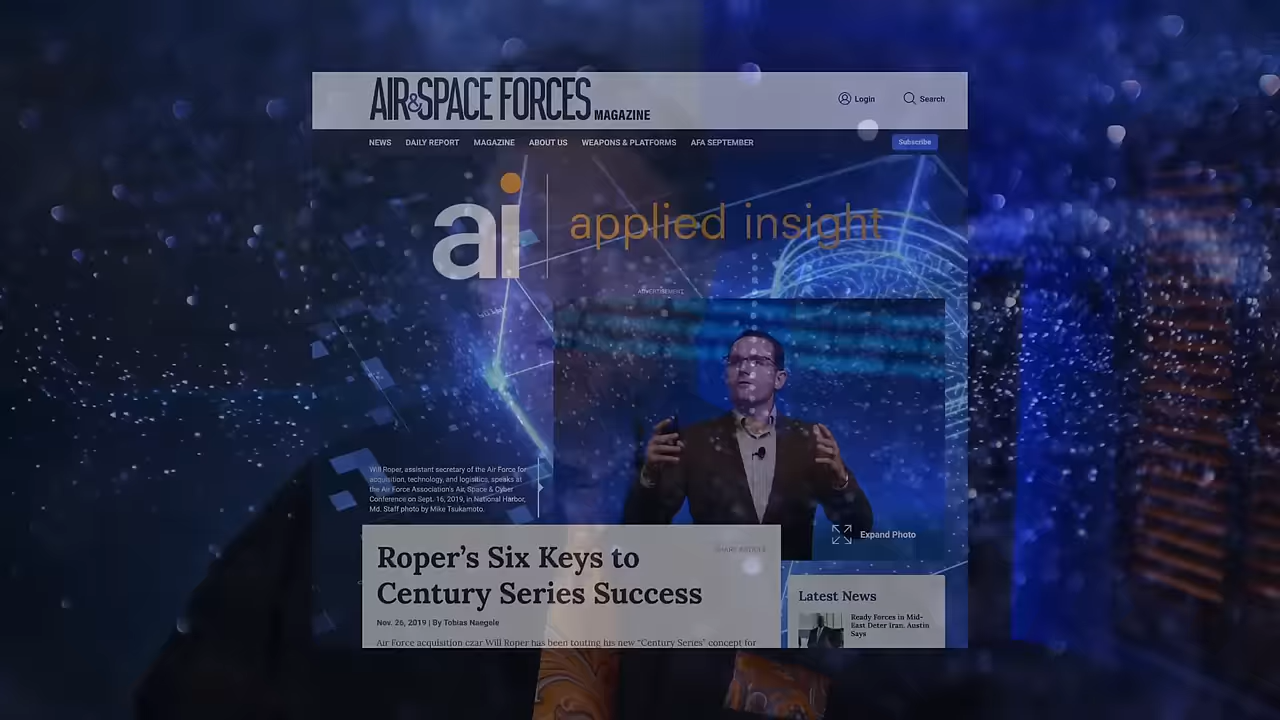 AIR&SPACE FORCES MAGAZINE
Login
Search
NEWS
DAILY REPORT
MAGAZINE
ABOUT US
WEAPONS & PLATFORMS
AFA SEPTEMBER
Subscribe
ai
applied insight
ADVERTISEMENT
Will Roper, assistant secretary of the Air Force for
acquisition, technology, and logistics, speaks at
the Air Force Association's Air, Space & Cyber
Conference on Sept. 16, 2019, in National Harbor,
Md. Staff photo by Mike Tsukamoto.
Expand Photo
Roper's Six Keys to
Century Series Success
SHARE ARTICLE
Nov. 26, 2019 | By Tobias Naegele
Air Force acquisition czar Will Roper has been touting his new "Century Series" concept for
Latest News
Ready Forces in Mid-
East Deter Iran, Austin
Says